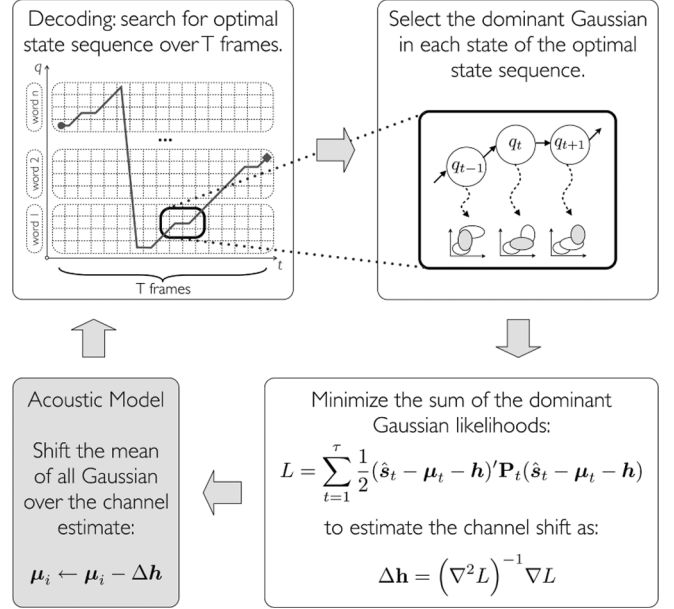 Decoding: search for optimal
state sequence over T frames.
q
word n
word 2
word 1
...
t
T frames
Select the dominant Gaussian
in each state of the optimal
state sequence.
q_{t−1}
q_t
q_{t+1}
Acoustic Model
Shift the mean
of all Gaussian
over the channel
estimate:
μ_i ← μ_i − Δh
Minimize the sum of the dominant
Gaussian likelihoods:
L = \sum_{t=1}^{τ} \frac{1}{2} (ŝ_t − μ_t − h)′P_t(ŝ_t − μ_t − h)
to estimate the channel shift as:
Δh = (∇²L)^{−1} ∇L